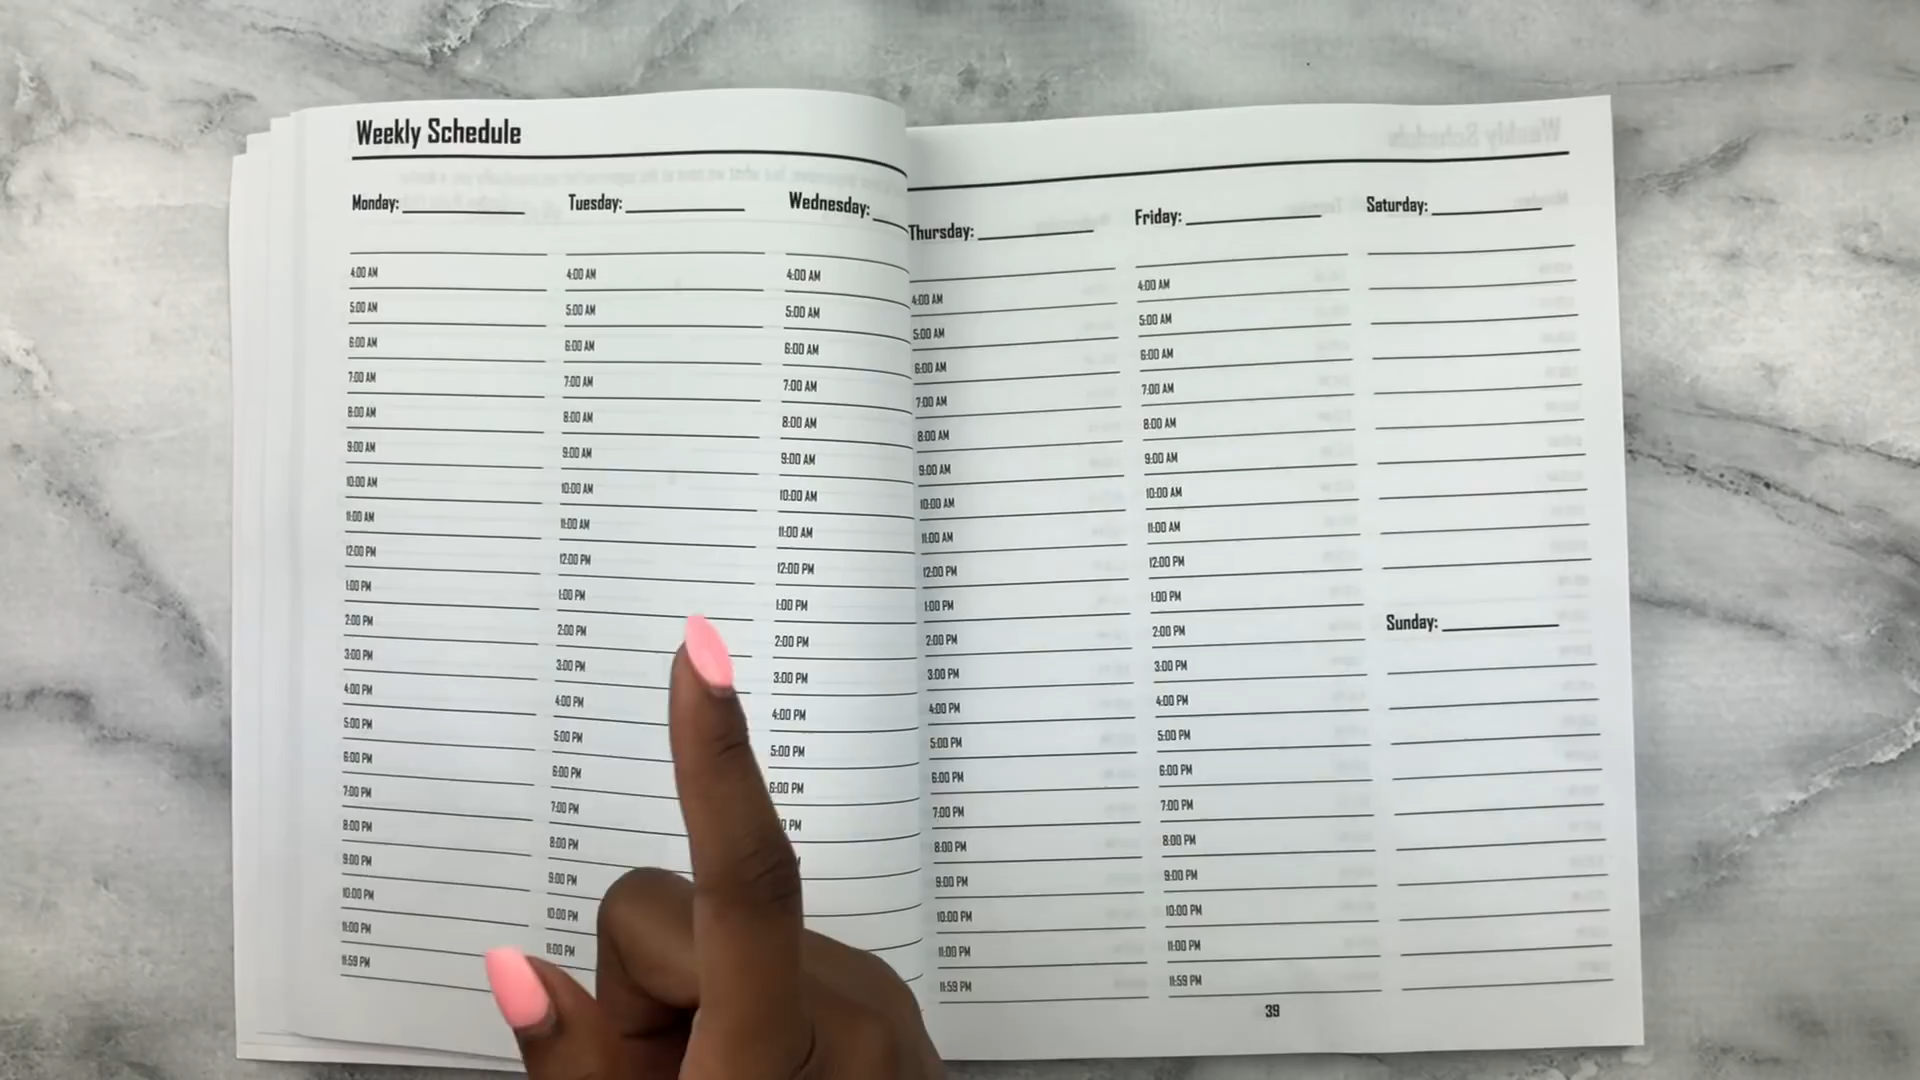 Weekly Schedule
Monday:
4:00 AM
5:00 AM
6:00 AM
7:00 AM
8:00 AM
9:00 AM
10:00 AM
11:00 AM
12:00 PM
1:00 PM
2:00 PM
3:00 PM
4:00 PM
5:00 PM
6:00 PM
7:00 PM
8:00 PM
9:00 PM
10:00 PM
11:00 PM
11:59 PM
Tuesday:
4:00 AM
5:00 AM
6:00 AM
7:00 AM
8:00 AM
9:00 AM
10:00 AM
11:00 AM
12:00 PM
1:00 PM
2:00 PM
3:00 PM
4:00 PM
5:00 PM
6:00 PM
7:00 PM
8:00 PM
9:00 PM
10:00 PM
11:00 PM
Wednesday:
4:00 AM
5:00 AM
6:00 AM
7:00 AM
8:00 AM
9:00 AM
10:00 AM
11:00 AM
12:00 PM
1:00 PM
2:00 PM
3:00 PM
4:00 PM
5:00 PM
6:00 PM
PM
Thursday:
4:00 AM
5:00 AM
6:00 AM
7:00 AM
8:00 AM
9:00 AM
10:00 AM
11:00 AM
12:00 PM
1:00 PM
2:00 PM
3:00 PM
4:00 PM
5:00 PM
6:00 PM
7:00 PM
8:00 PM
9:00 PM
10:00 PM
11:00 PM
11:59 PM
Friday:
4:00 AM
5:00 AM
6:00 AM
7:00 AM
8:00 AM
9:00 AM
10:00 AM
11:00 AM
12:00 PM
1:00 PM
2:00 PM
3:00 PM
4:00 PM
5:00 PM
6:00 PM
7:00 PM
8:00 PM
9:00 PM
10:00 PM
11:00 PM
11:59 PM
Saturday:
Sunday:
39